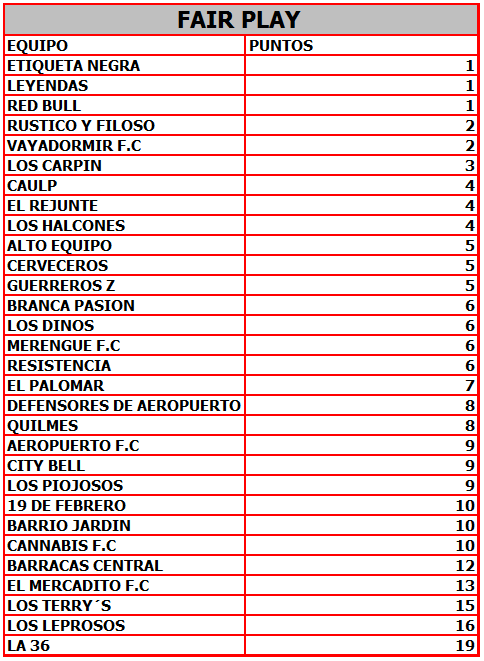 FAIR PLAY
EQUIPO PUNTOS
ETIQUETA NEGRA 1
LEYENDAS 1
RED BULL 1
RUSTICO Y FILOSO 2
VAYADORMIR F.C 2
LOS CARPIN 3
CAULP 4
EL REJUNTE 4
LOS HALCONES 4
ALTO EQUIPO 5
CERVECEROS 5
GUERREROS Z 5
BRANCA PASION 6
LOS DINOS 6
MERENGUE F.C 6
RESISTENCIA 6
EL PALOMAR 7
DEFENSORES DE AEROPUERTO 8
QUILMES 8
AEROPUERTO F.C 9
CITY BELL 9
LOS PIOJOSOS 9
19 DE FEBRERO 10
BARRIO JARDIN 10
CANNABIS F.C 10
BARRACAS CENTRAL 12
EL MERCADITO F.C 13
LOS TERRY´S 15
LOS LEPROSOS 16
LA 36 19